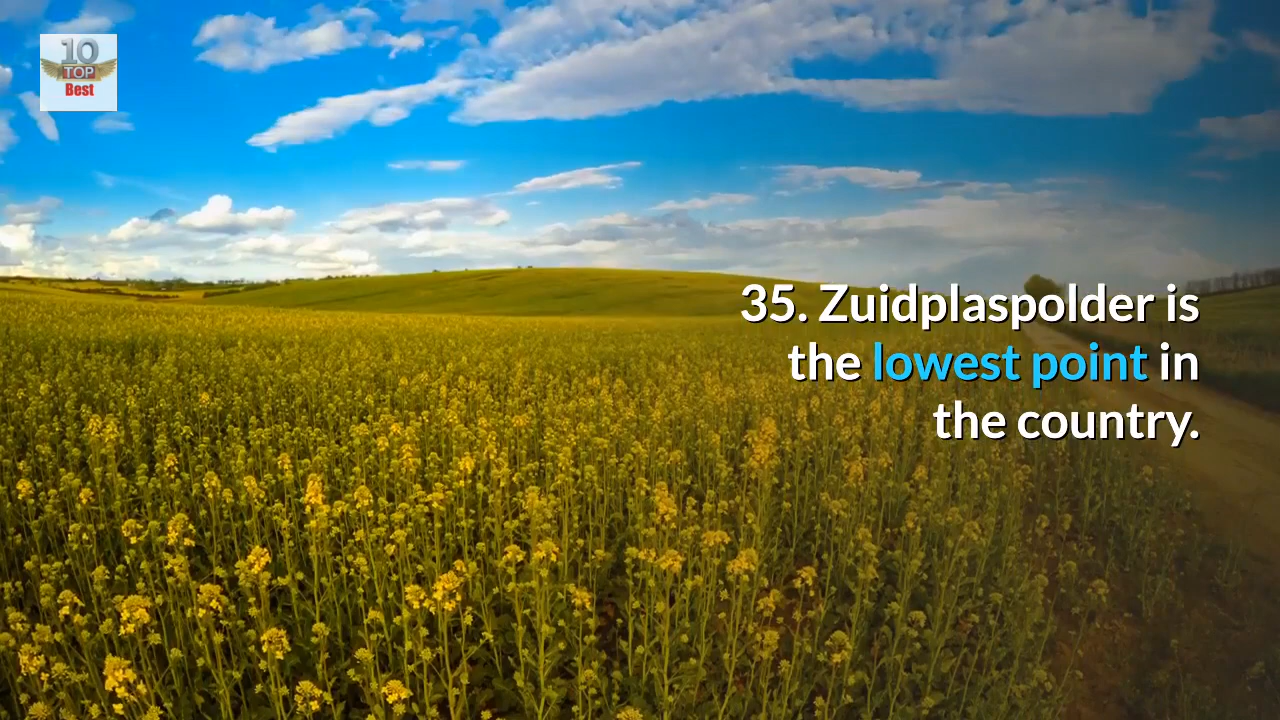 10
TOP
Best
35. Zuidplaspolder is
the lowest point in
the country.